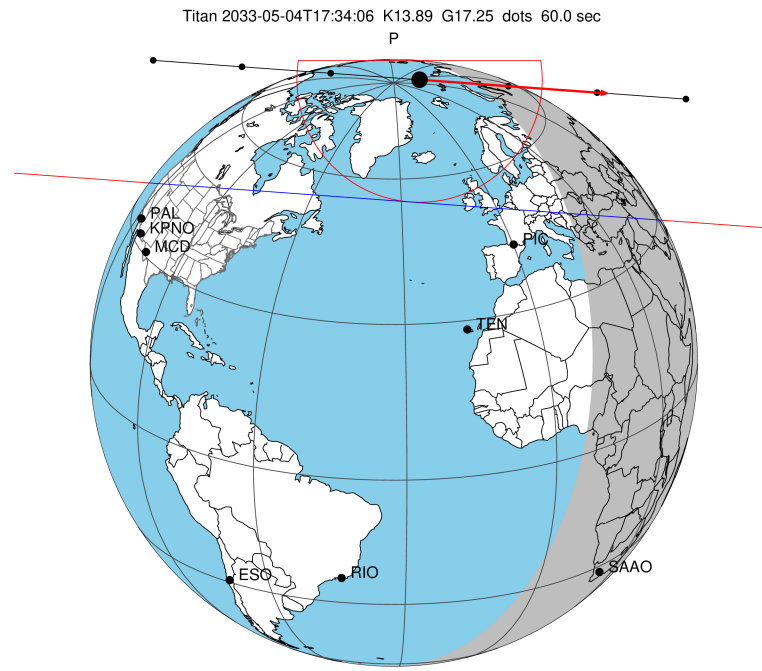 Titan 2033-05-04T17:34:06 K13.89 G17.25 dots 60.0 sec
P
PAL
KPNO
MCD
PIC
TEN
ESO
RIO
SAAO